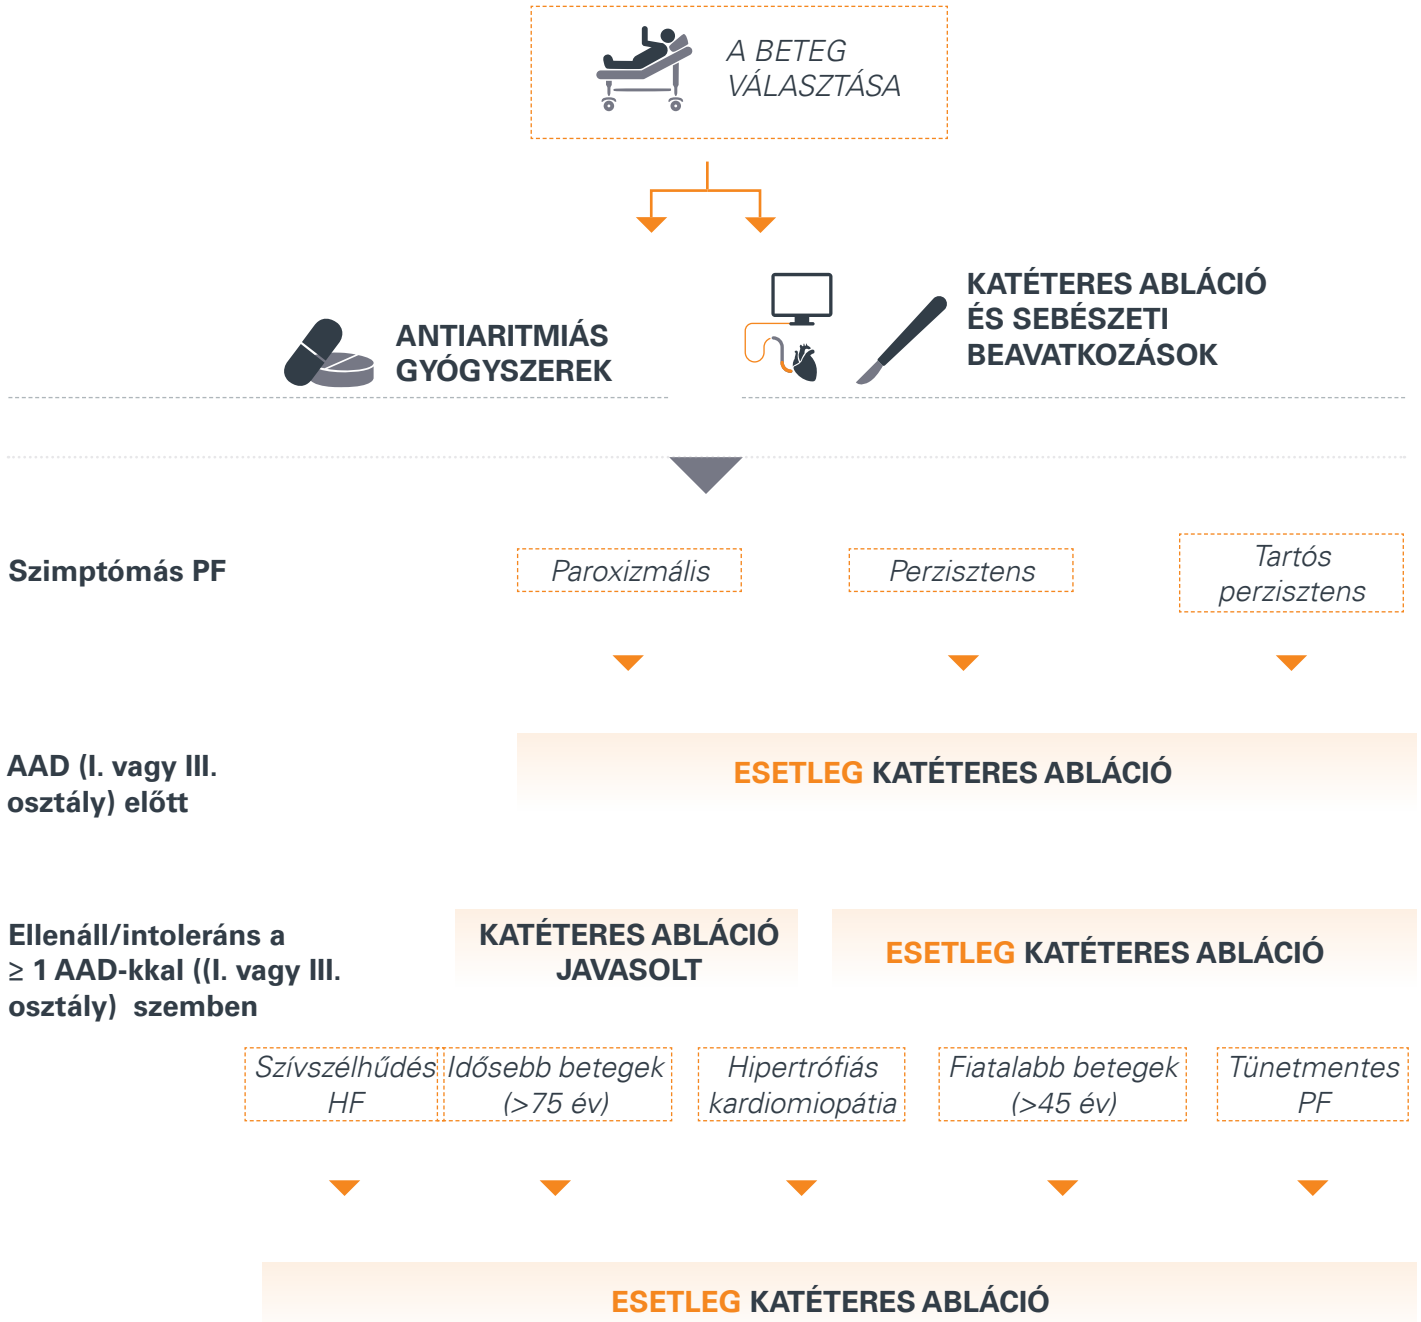 A BETEG
VÁLASZTÁSA
ANTIARITMIÁS
GYÓGYSZEREK
KATÉTERES ABLÁCIÓ
ÉS SEBÉSZETI
BEAVATKOZÁSOK
Szimptómás PF
Paroxizmális
Perzisztens
Tartós
perzisztens
AAD (I. vagy III.
osztály) előtt
ESETLEG KATÉTERES ABLÁCIÓ
Ellenáll/intoleráns a
≥ 1 AAD-kkal ((I. vagy III.
osztály) szemben
KATÉTERES ABLÁCIÓ
JAVASOLT
ESETLEG KATÉTERES ABLÁCIÓ
Szívszélhűdés
HF
Idősebb betegek
(>75 év)
Hipertrófiás
kardiomiopátia
Fiatalabb betegek
(>45 év)
Tünetmentes
PF
ESETLEG KATÉTERES ABLÁCIÓ